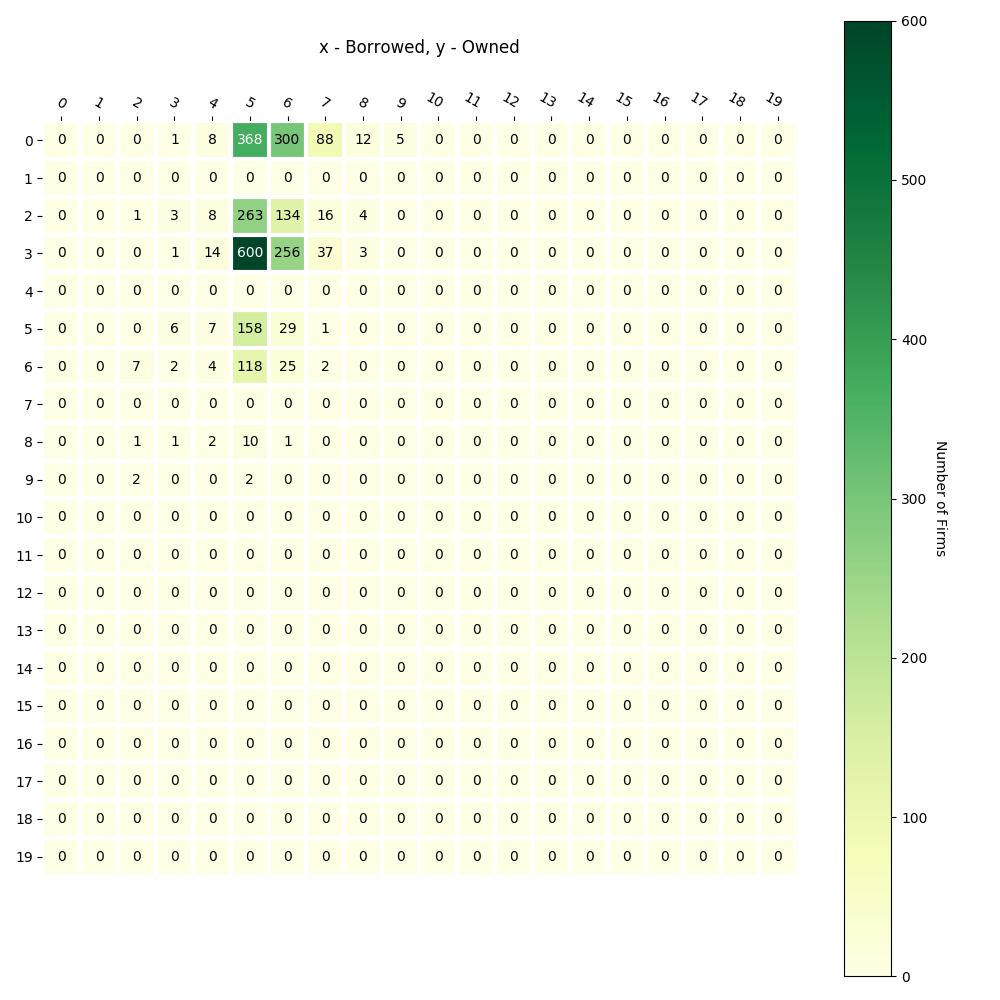 x - Borrowed, y - Owned
0 1 2 3 4 5 6 7 8 9 10 11 12 13 14 15 16 17 18 19
0 0 0 0 1 8 368 300 88 12 5 0 0 0 0 0 0 0 0 0 0
1 0 0 0 0 0 0 0 0 0 0 0 0 0 0 0 0 0 0 0 0
2 0 0 1 3 8 263 134 16 4 0 0 0 0 0 0 0 0 0 0 0
3 0 0 0 1 14 600 256 37 3 0 0 0 0 0 0 0 0 0 0 0
4 0 0 0 0 0 0 0 0 0 0 0 0 0 0 0 0 0 0 0 0
5 0 0 0 6 7 158 29 1 0 0 0 0 0 0 0 0 0 0 0 0
6 0 0 7 2 4 118 25 2 0 0 0 0 0 0 0 0 0 0 0 0
7 0 0 0 0 0 0 0 0 0 0 0 0 0 0 0 0 0 0 0 0
8 0 0 1 1 2 10 1 0 0 0 0 0 0 0 0 0 0 0 0 0
9 0 0 2 0 0 2 0 0 0 0 0 0 0 0 0 0 0 0 0 0
10 0 0 0 0 0 0 0 0 0 0 0 0 0 0 0 0 0 0 0 0
11 0 0 0 0 0 0 0 0 0 0 0 0 0 0 0 0 0 0 0 0
12 0 0 0 0 0 0 0 0 0 0 0 0 0 0 0 0 0 0 0 0
13 0 0 0 0 0 0 0 0 0 0 0 0 0 0 0 0 0 0 0 0
14 0 0 0 0 0 0 0 0 0 0 0 0 0 0 0 0 0 0 0 0
15 0 0 0 0 0 0 0 0 0 0 0 0 0 0 0 0 0 0 0 0
16 0 0 0 0 0 0 0 0 0 0 0 0 0 0 0 0 0 0 0 0
17 0 0 0 0 0 0 0 0 0 0 0 0 0 0 0 0 0 0 0 0
18 0 0 0 0 0 0 0 0 0 0 0 0 0 0 0 0 0 0 0 0
19 0 0 0 0 0 0 0 0 0 0 0 0 0 0 0 0 0 0 0 0
600
500
400
300
200
100
0
Number of Firms